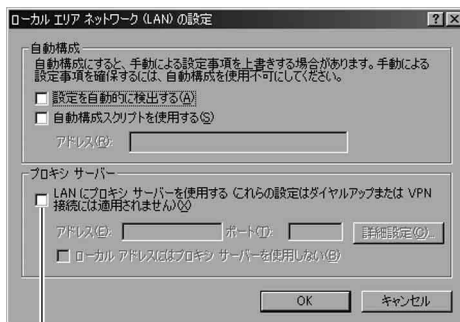 ローカル エリア ネットワーク (LAN) の設定
自動構成
自動構成にすると、手動による設定事項を上書きする場合があります。手動による
設定事項を確保するには、自動構成を使用不可にしてください。
設定を自動的に検出する(A)
自動構成スクリプトを使用する(S)
アドレス(R):
プロキシ サーバー
LAN にプロキシ サーバーを使用する (これらの設定はダイヤルアップまたは VPN
接続には適用されません)(X)
アドレス(E):
ポート(T):
詳細設定(C)...
ローカル アドレスにはプロキシ サーバーを使用しない(B)
OK
キャンセル